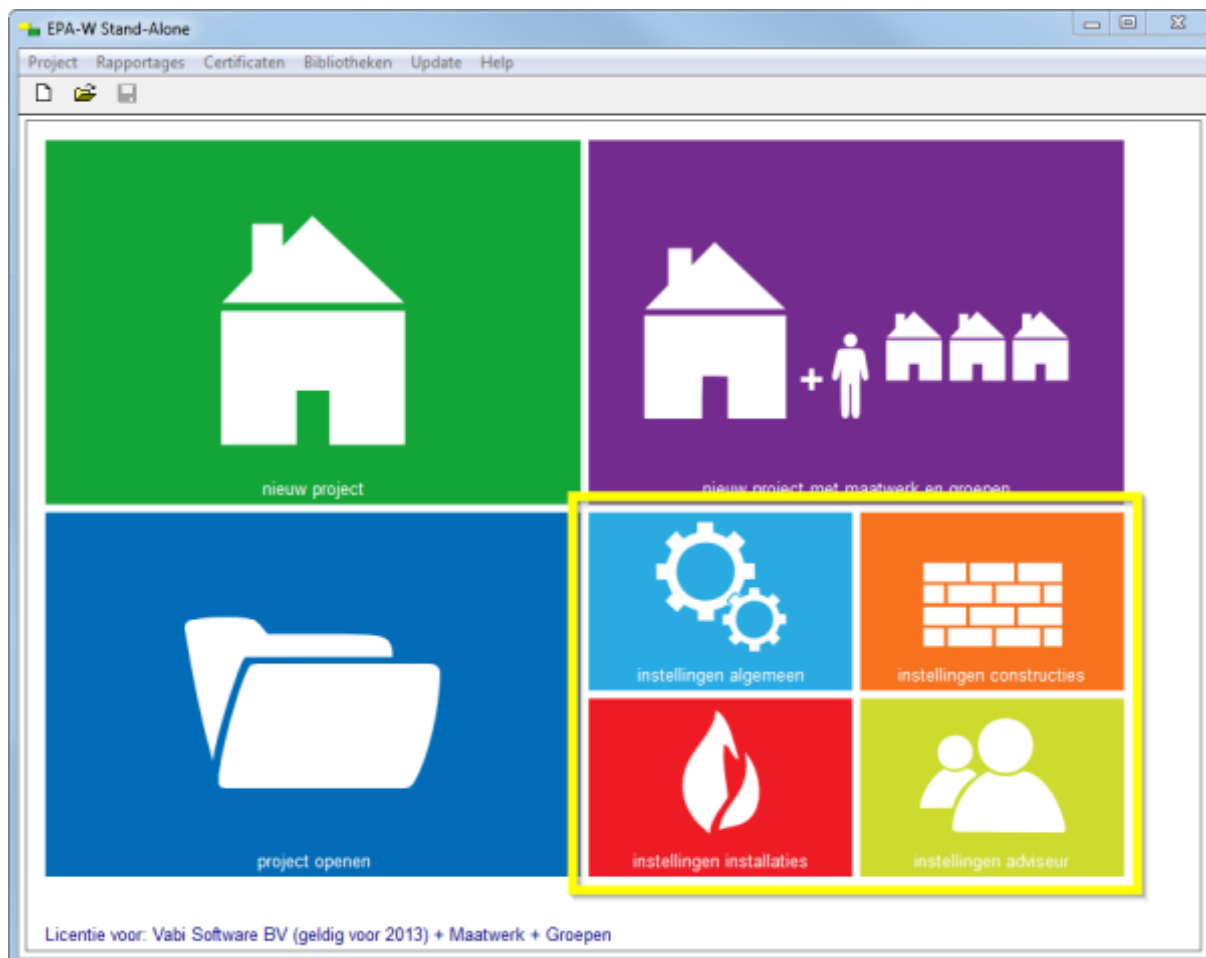 EPA-W Stand-Alone
Project Rapportages Certificaten Bibliotheken Update Help
nieuw project
nieuw project met maatwerk en groepen
project openen
instellingen algemeen
instellingen constructies
instellingen installaties
instellingen adviseur
Licentie voor: Vabi Software BV (geldig voor 2013) + Maatwerk + Groepen